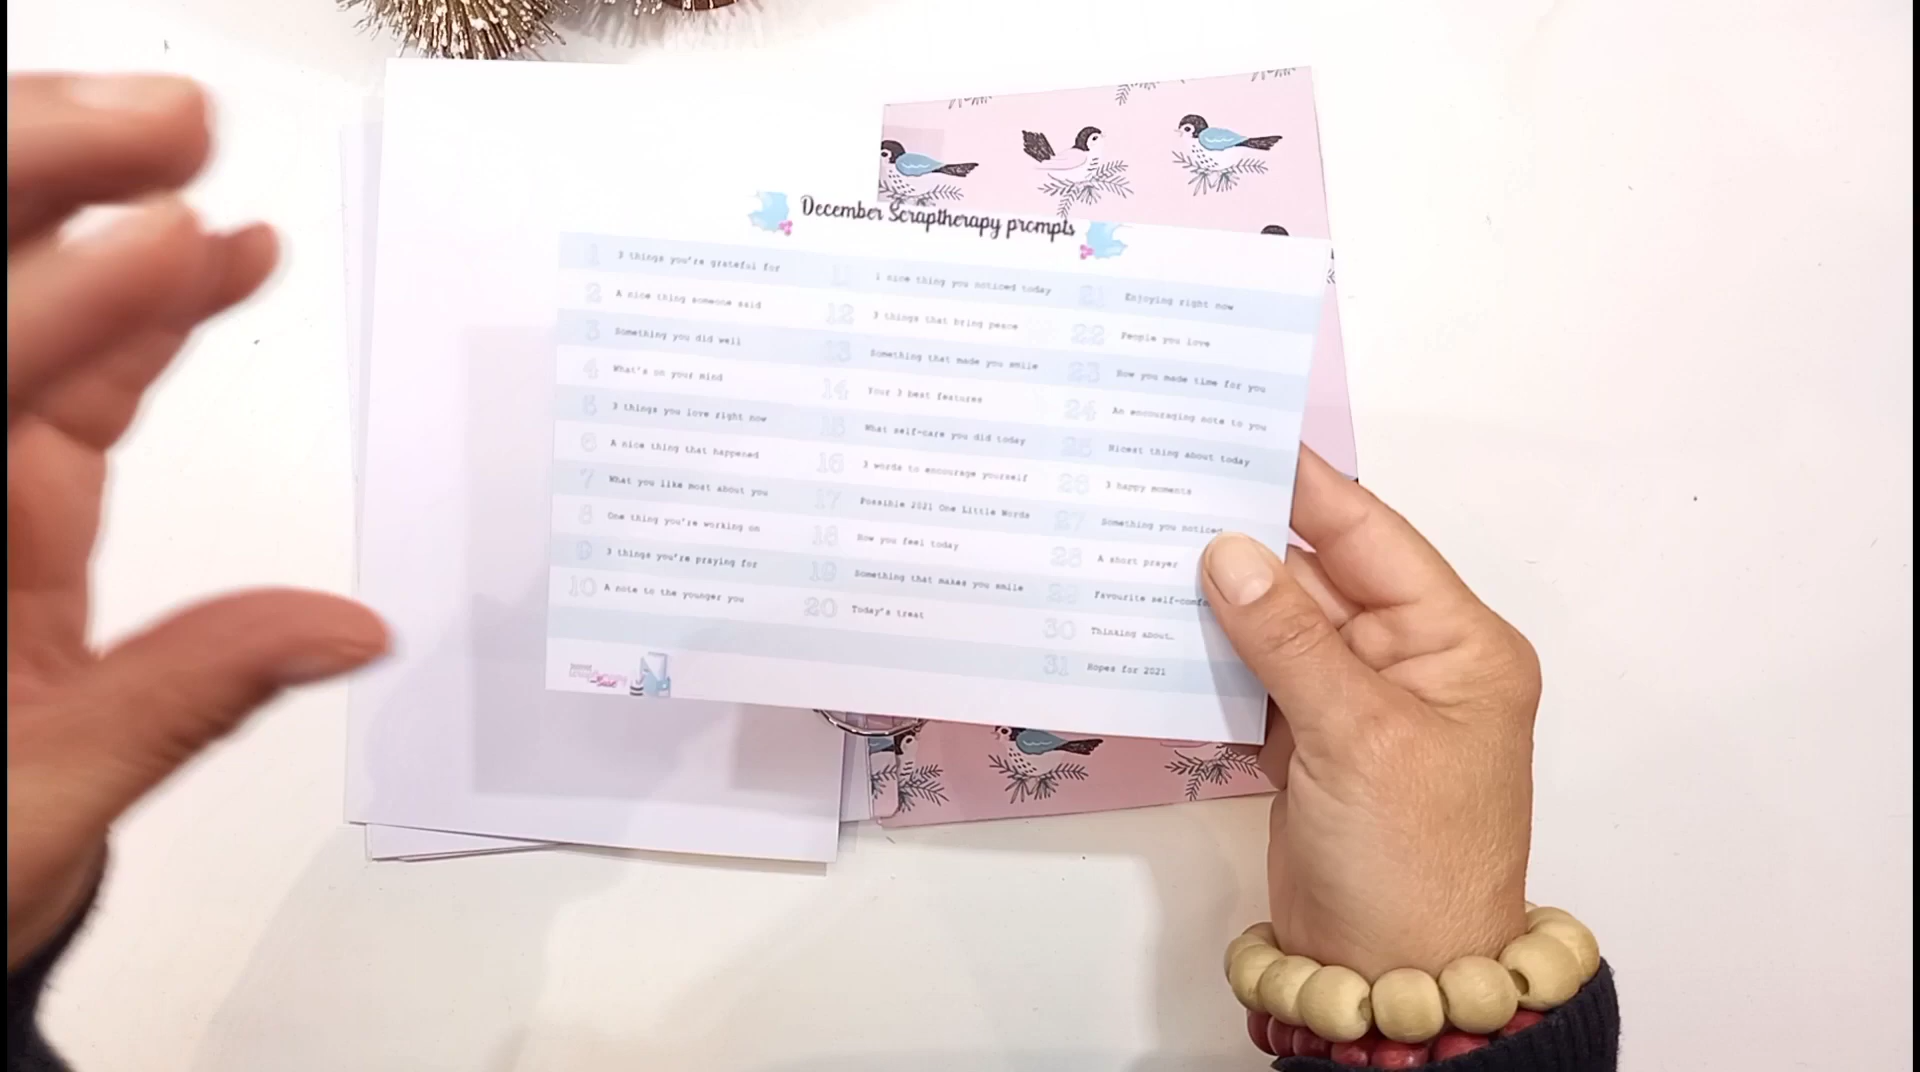 December Scraptherapy prompts
1 3 things you're grateful for
2 A nice thing someone said
3 Something you did well
4 What's on your mind
5 3 things you love right now
6 A nice thing that happened
7 What you like most about you
8 One thing you're working on
9 3 things you're praying for
10 A note to the younger you
1 nice thing you noticed today
12 3 things that bring peace
13 Something that made you smile
14 Your 3 best features
15 What self-care you did today
16 3 words to encourage yourself
17 Possible 2021 One Little Words
18 How you feel today
19 Something that makes you smile
20 Today's treat
21 Enjoying right now
22 People you love
23 How you made time for you
24 An encouraging note to you
25 Nicest thing about today
26 3 happy moments
27 Something you noticed
28 A short prayer
29 Favourite
30 Thinking about…
31 Hopes for 2021